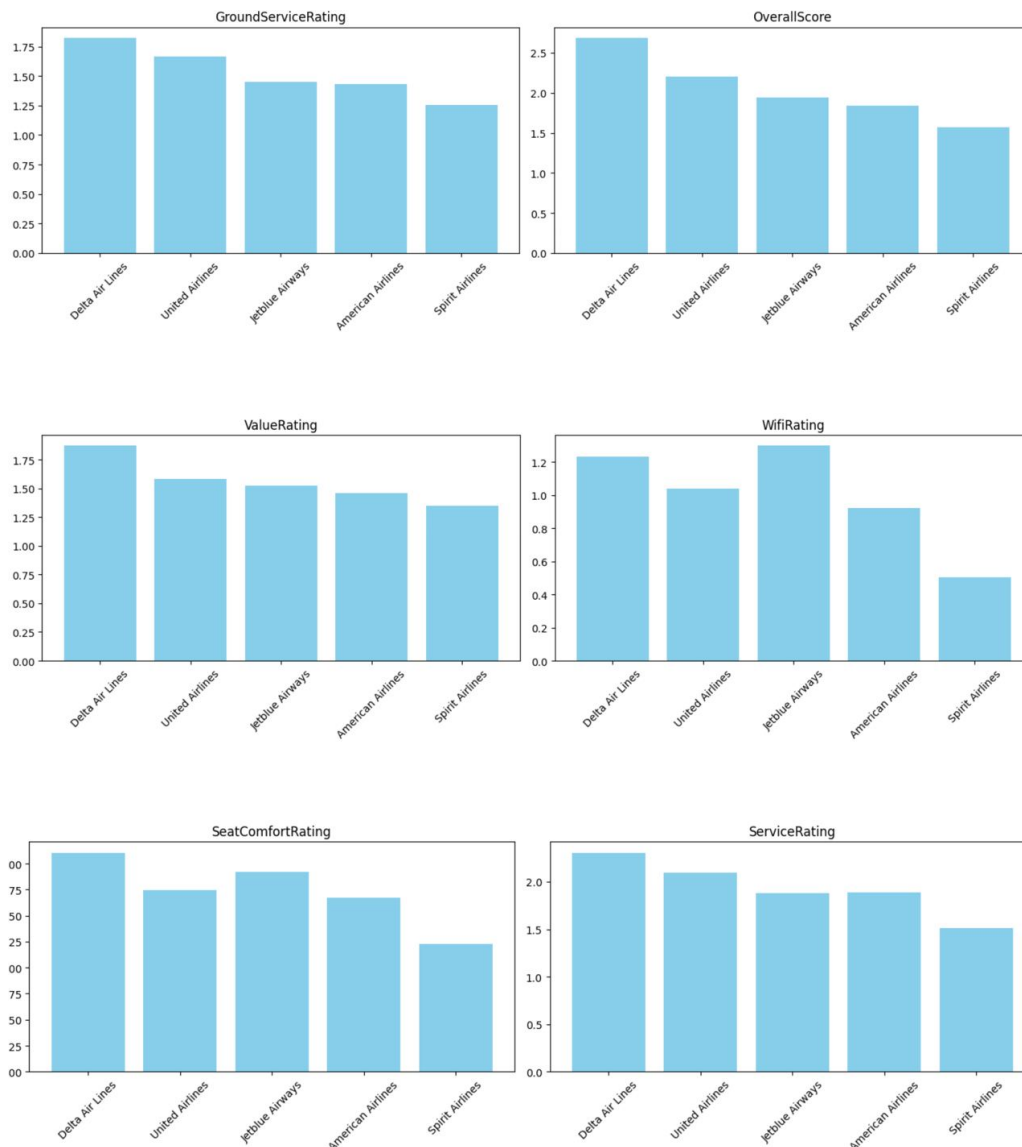 GroundServiceRating
1.75
1.50
1.25
1.00
0.75
0.50
0.25
0.00
Delta Air Lines
United Airlines
Jetblue Airways
American Airlines
Spirit Airlines
OverallScore
2.5
2.0
1.5
1.0
0.5
0.0
Delta Air Lines
United Airlines
Jetblue Airways
American Airlines
Spirit Airlines
ValueRating
1.75
1.50
1.25
1.00
0.75
0.50
0.25
0.00
Delta Air Lines
United Airlines
Jetblue Airways
American Airlines
Spirit Airlines
WifiRating
1.2
1.0
0.8
0.6
0.4
0.2
0.0
Delta Air Lines
United Airlines
Jetblue Airways
American Airlines
Spirit Airlines
SeatComfortRating
00
75
50
25
00
75
50
25
00
Delta Air Lines
United Airlines
Jetblue Airways
American Airlines
Spirit Airlines
ServiceRating
2.0
1.5
1.0
0.5
0.0
Delta Air Lines
United Airlines
Jetblue Airways
American Airlines
Spirit Airlines